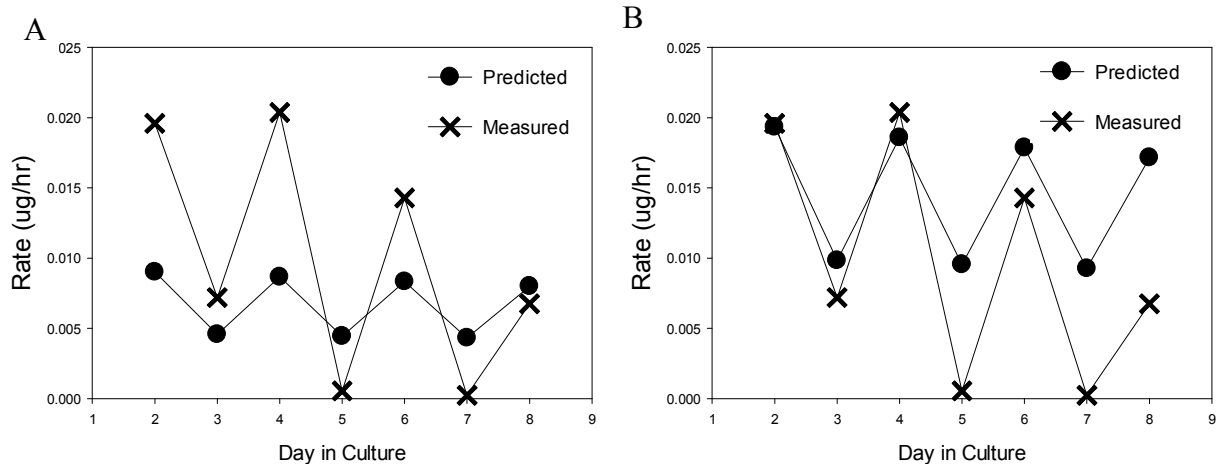 A
025
0.020
0.015
0.010
0.005
0.000
Rate (ug/hr)
Predicted
Measured
1 2 3 4 5 6 7 8 9
Day in Culture
B
0.025
0.020
0.015
0.010
0.005
0.000
Rate (ug/hr)
Predicted
Measured
1 2 3 4 5 6 7 8 9
Day in Culture